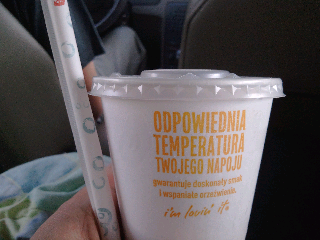 ODPOWIEDNIA
TEMPERATURA
TWOJEGO NAPOJU
gwarantuje doskonały smak
i wspaniałe orzeźwienie.
i'm lovin' it